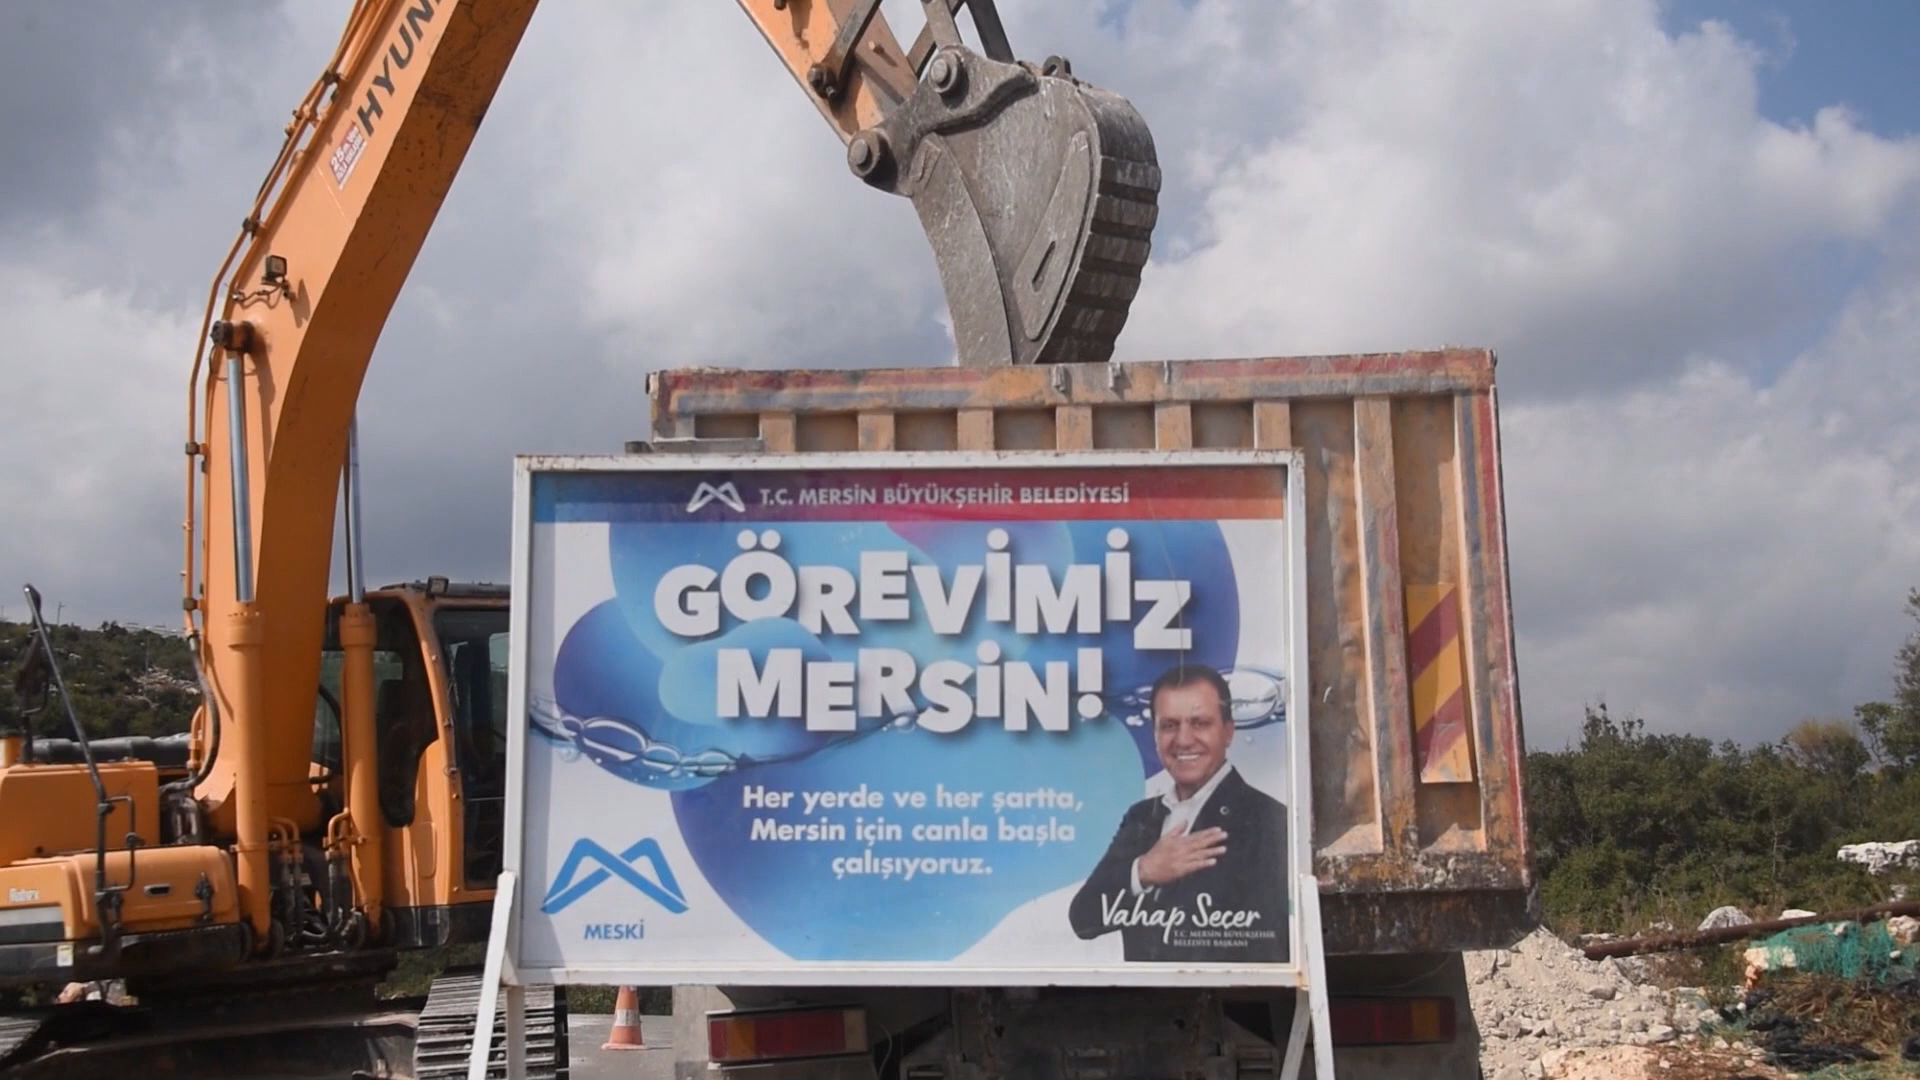 HYUN
T.C. MERSİN BÜYÜKŞEHİR BELEDİYESİ
GÖREVİMİZ
MERSİN!
Her yerde ve her şartta,
Mersin için canla başla
çalışıyoruz.
MESKİ
Vahap Seçer
T.C. MERSİN BÜYÜKŞEHİR
BELEDİYE BAŞKANI